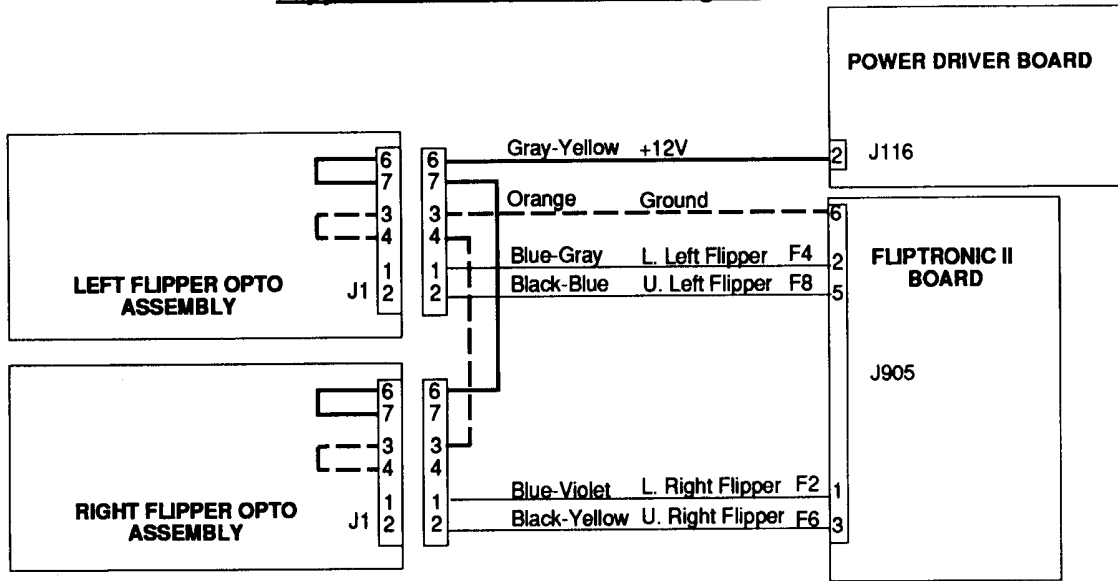 POWER DRIVER BOARD
2 J116
Gray-Yellow +12V
Orange Ground
Blue-Gray L. Left Flipper F4
Black-Blue U. Left Flipper F8
6
2
5
FLIPTRONIC II
BOARD
J905
1
3
LEFT FLIPPER OPTO
ASSEMBLY
J1
6
7
3
4
1
2
6
7
3
4
1
2
RIGHT FLIPPER OPTO
ASSEMBLY
J1
6
7
3
4
1
2
6
7
3
4
1
2
Blue-Violet L. Right Flipper F2
Black-Yellow U. Right Flipper F6